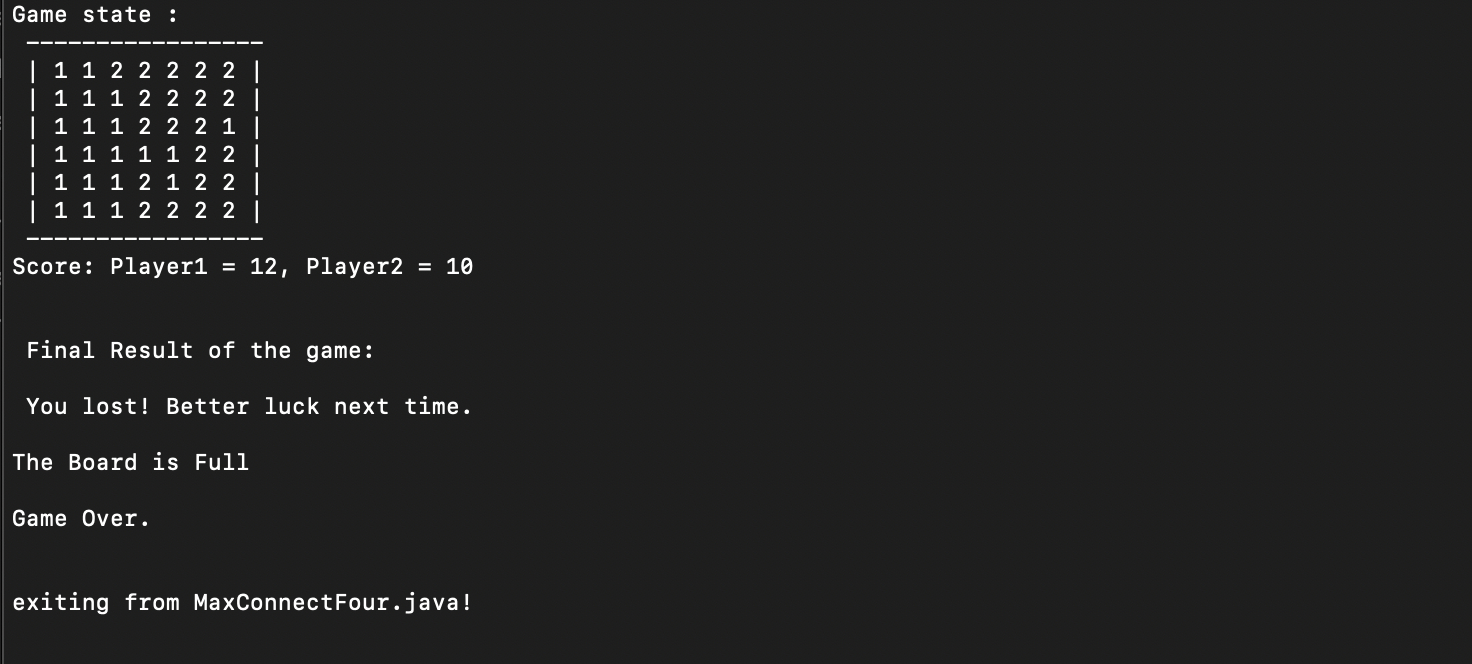 Game state :
-----------------
| 1 1 2 2 2 2 2 |
| 1 1 1 2 2 2 2 |
| 1 1 1 2 2 2 1 |
| 1 1 1 1 1 2 2 |
| 1 1 1 2 1 2 2 |
| 1 1 1 2 2 2 2 |
-----------------
Score: Player1 = 12, Player2 = 10
Final Result of the game:
You lost! Better luck next time.
The Board is Full
Game Over.
exiting from MaxConnectFour.java!